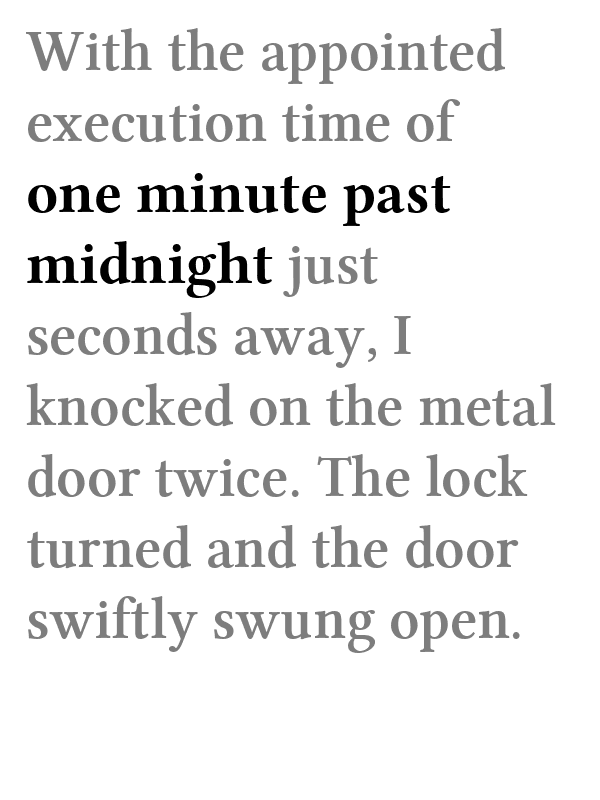 With the appointed
execution time of
one minute past
midnight just
seconds away, I
knocked on the metal
door twice. The lock
turned and the door
swiftly swung open.